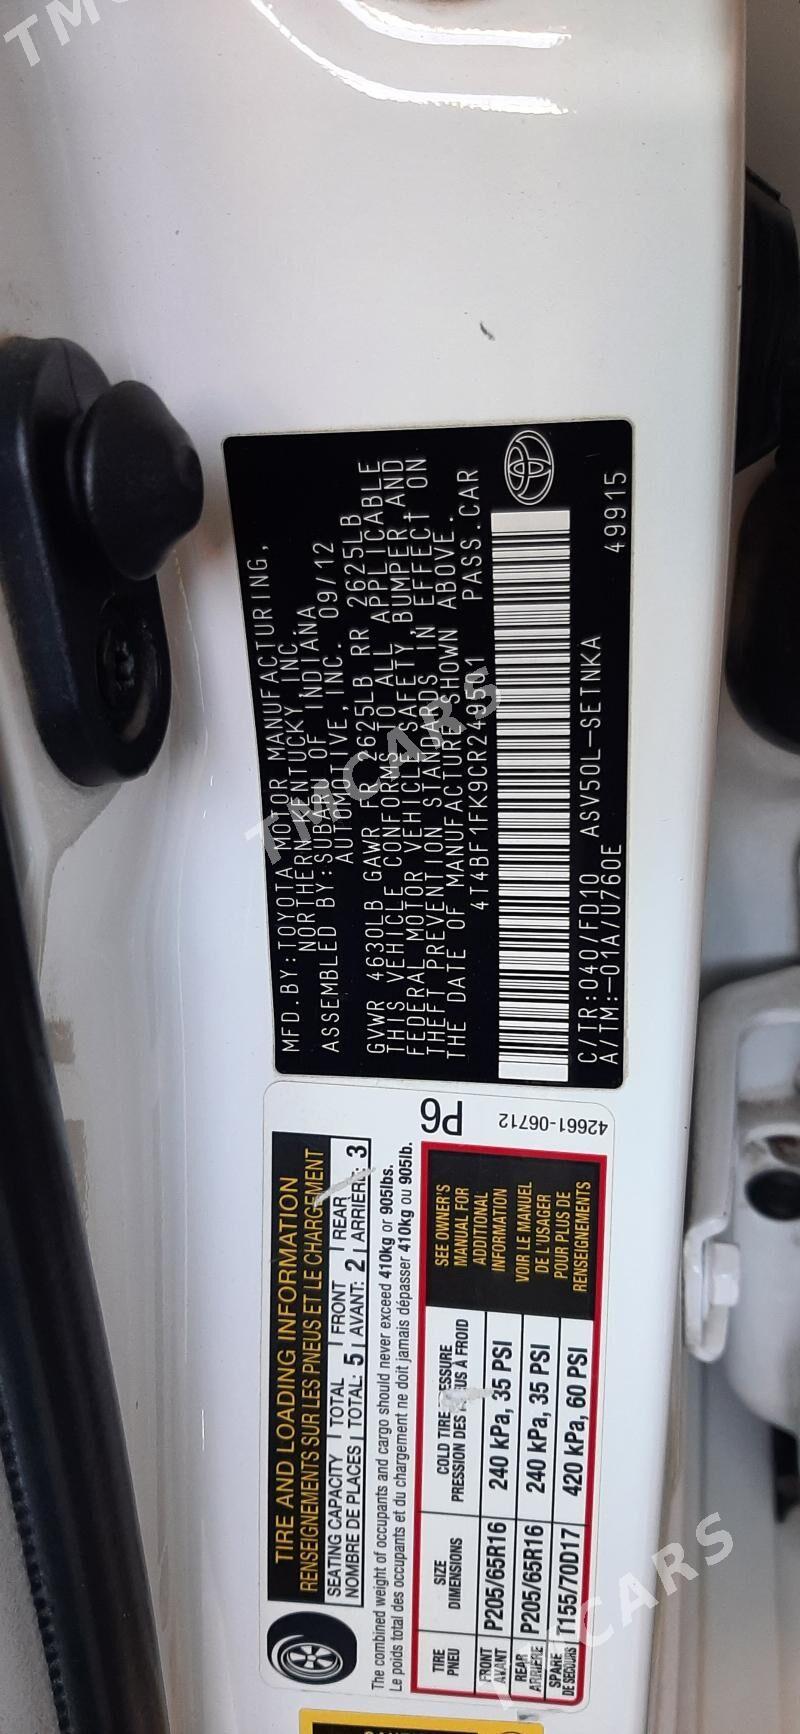 MFD.BY:TOYOTA MOTOR MANUFACTURING,
NORTHERN KENTUCKY, INC.
ASSEMBLED BY:SUBARU OF INDIANA
AUTOMOTIVE,INC. 09/12
GVWR 4630LB GAWR FR 2625LB RR 2625LB
THIS VEHICLE CONFORMS TO ALL APPLICABLE
FEDERAL MOTOR VEHICLE SAFETY,BUMPER,AND
THEFT PREVENTION STANDARDS IN EFFECT ON
THE DATE OF MANUFACTURE SHOWN ABOVE.
PASS.CAR
C/TR:040/FD10 ASV50L-SETNKA
A/TM:-01A/U760E 49915
TIRE AND LOADING INFORMATION
RENSEIGNEMENTS SUR LES PNEUS ET LE CHARGEMENT
SEATING CAPACITY | TOTAL | FRONT | REAR
NOMBRE DE PLACES | TOTAL: 5 | AVANT: 2 | ARRIÈRE: 3
The combined weight of occupants and cargo should never exceed 410kg or 905lbs.
Le poids total des occupants et du chargement ne doit jamais dépasser 410kg ou 905lb.
P6
42661-06712
TIRE SIZE COLD TIRE PRESSURE
PNEU DIMENSIONS PRESSION DES PNEUS À FROID
FRONT AVANT P205/65R16 240 kPa, 35 PSI
REAR ARRIÈRE P205/65R16 240 kPa, 35 PSI
SPARE DE SECOURS T155/70D17 420 kPa, 60 PSI
SEE OWNER'S
MANUAL FOR
ADDITIONAL
INFORMATION
VOIR LE MANUEL
DE L'USAGER
POUR PLUS DE
RENSEIGNEMENTS
TMCARS
TMCARS